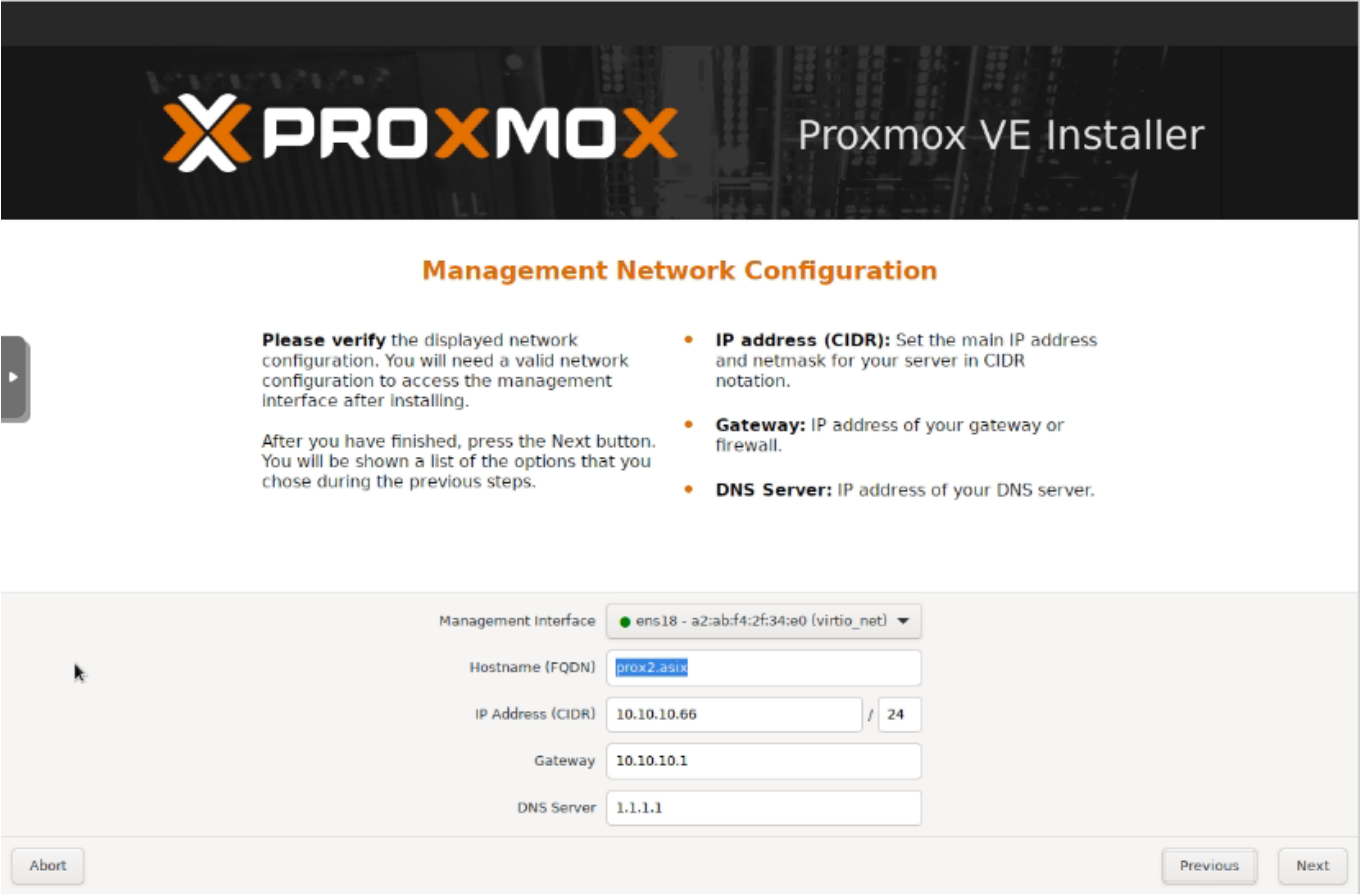 PROXMOX
Proxmox VE Installer
Management Network Configuration
Please verify the displayed network
configuration. You will need a valid network
configuration to access the management
interface after installing.
After you have finished, press the Next button.
You will be shown a list of the options that you
chose during the previous steps.
• IP address (CIDR): Set the main IP address
and netmask for your server in CIDR
notation.
• Gateway: IP address of your gateway or
firewall.
• DNS Server: IP address of your DNS server.
Management Interface ens18 - a2:ab:f4:2f:34:e0 (virtio_net)
Hostname (FQDN) prox2.asix
IP Address (CIDR) 10.10.10.66 / 24
Gateway 10.10.10.1
DNS Server 1.1.1.1
Abort Previous Next